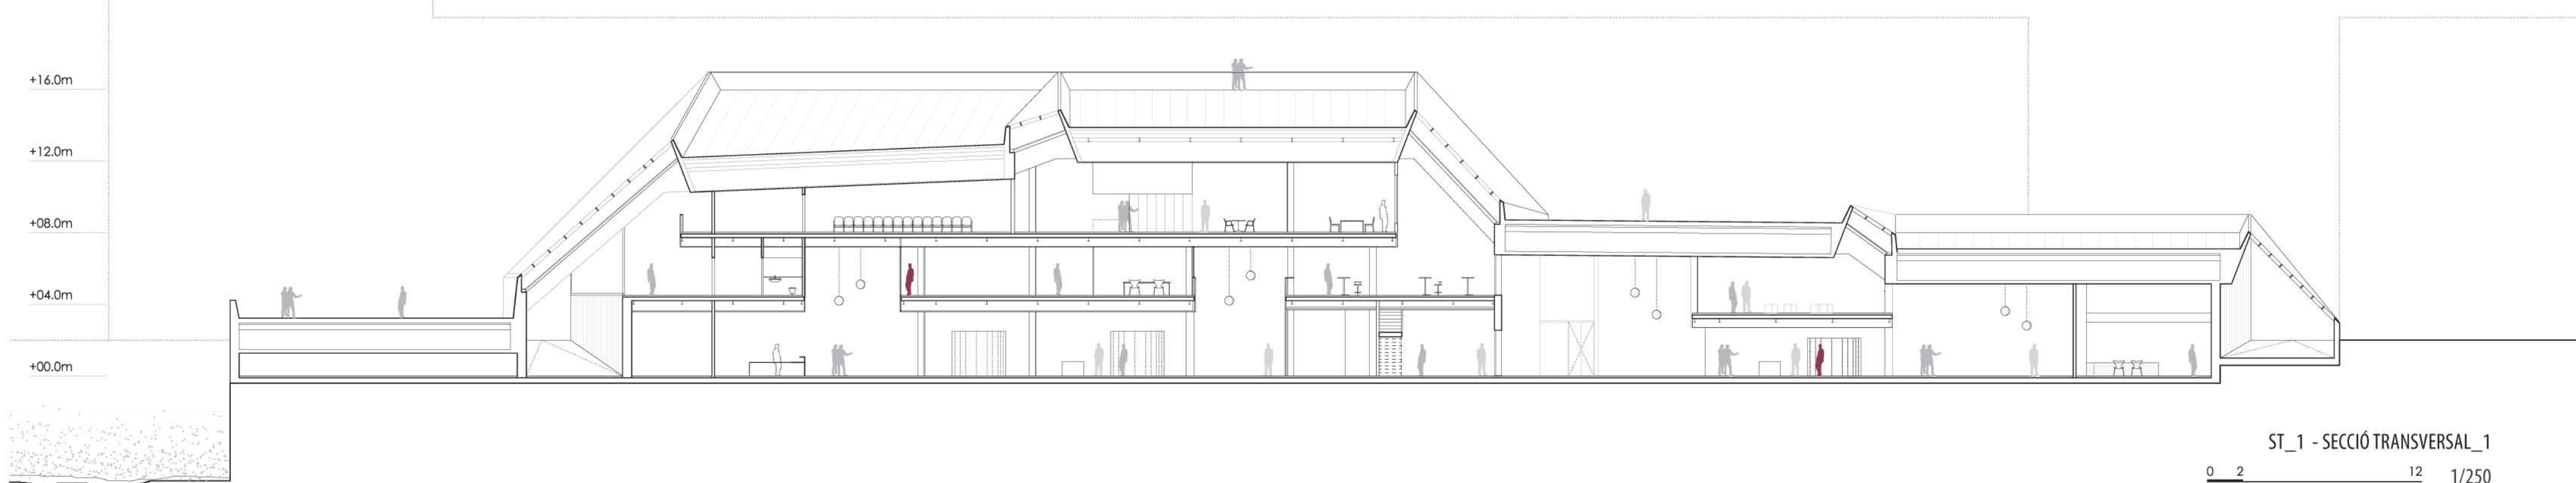 +16.0m
+12.0m
+08.0m
+04.0m
+00.0m
ST_1 - SECCIÓ TRANSVERSAL_1
0 2 12 1/250